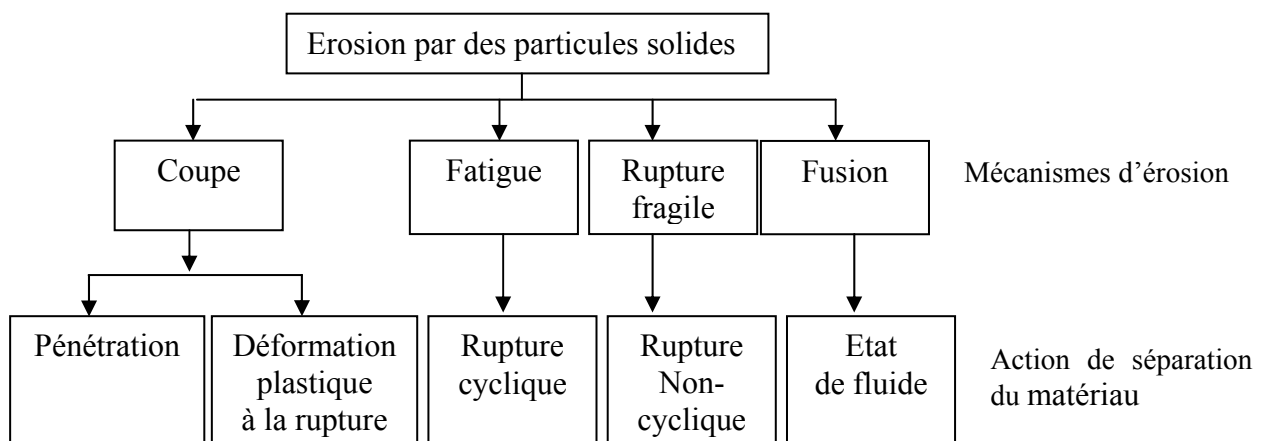 Erosion par des particules solides
Coupe
Fatigue
Rupture
fragile
Fusion
Mécanismes d’érosion
Pénétration
Déformation
plastique
à la rupture
Rupture
cyclique
Rupture
Non-
cyclique
Etat
de fluide
Action de séparation
du matériau